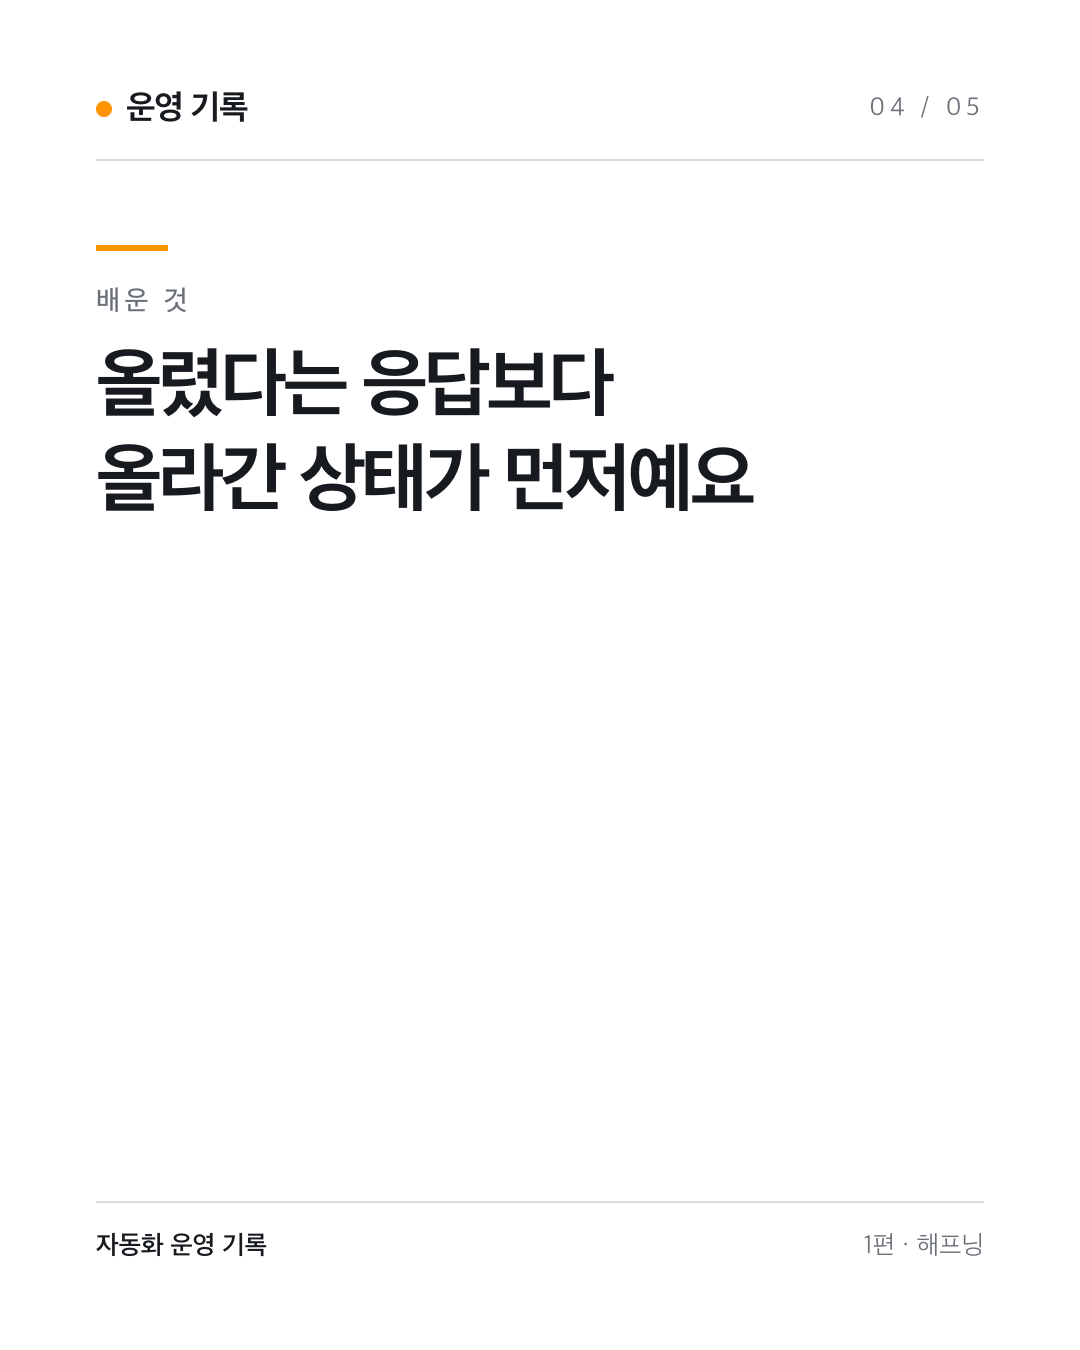 운영 기록
04 / 05
배운 것
올렸다는 응답보다
올라간 상태가 먼저예요
자동화 운영 기록
1편 · 해프닝